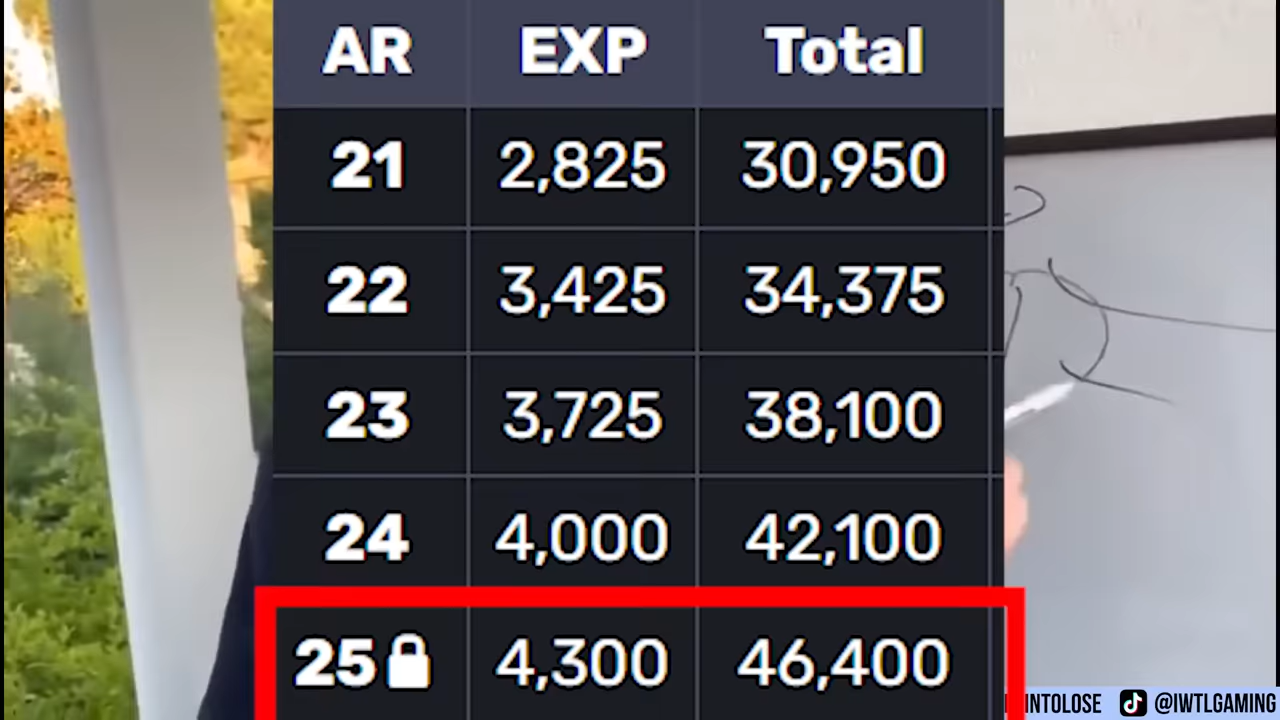 AR EXP Total
21 2,825 30,950
22 3,425 34,375
23 3,725 38,100
24 4,000 42,100
25 4,300 46,400
INTOLOSE @IWTLGAMING